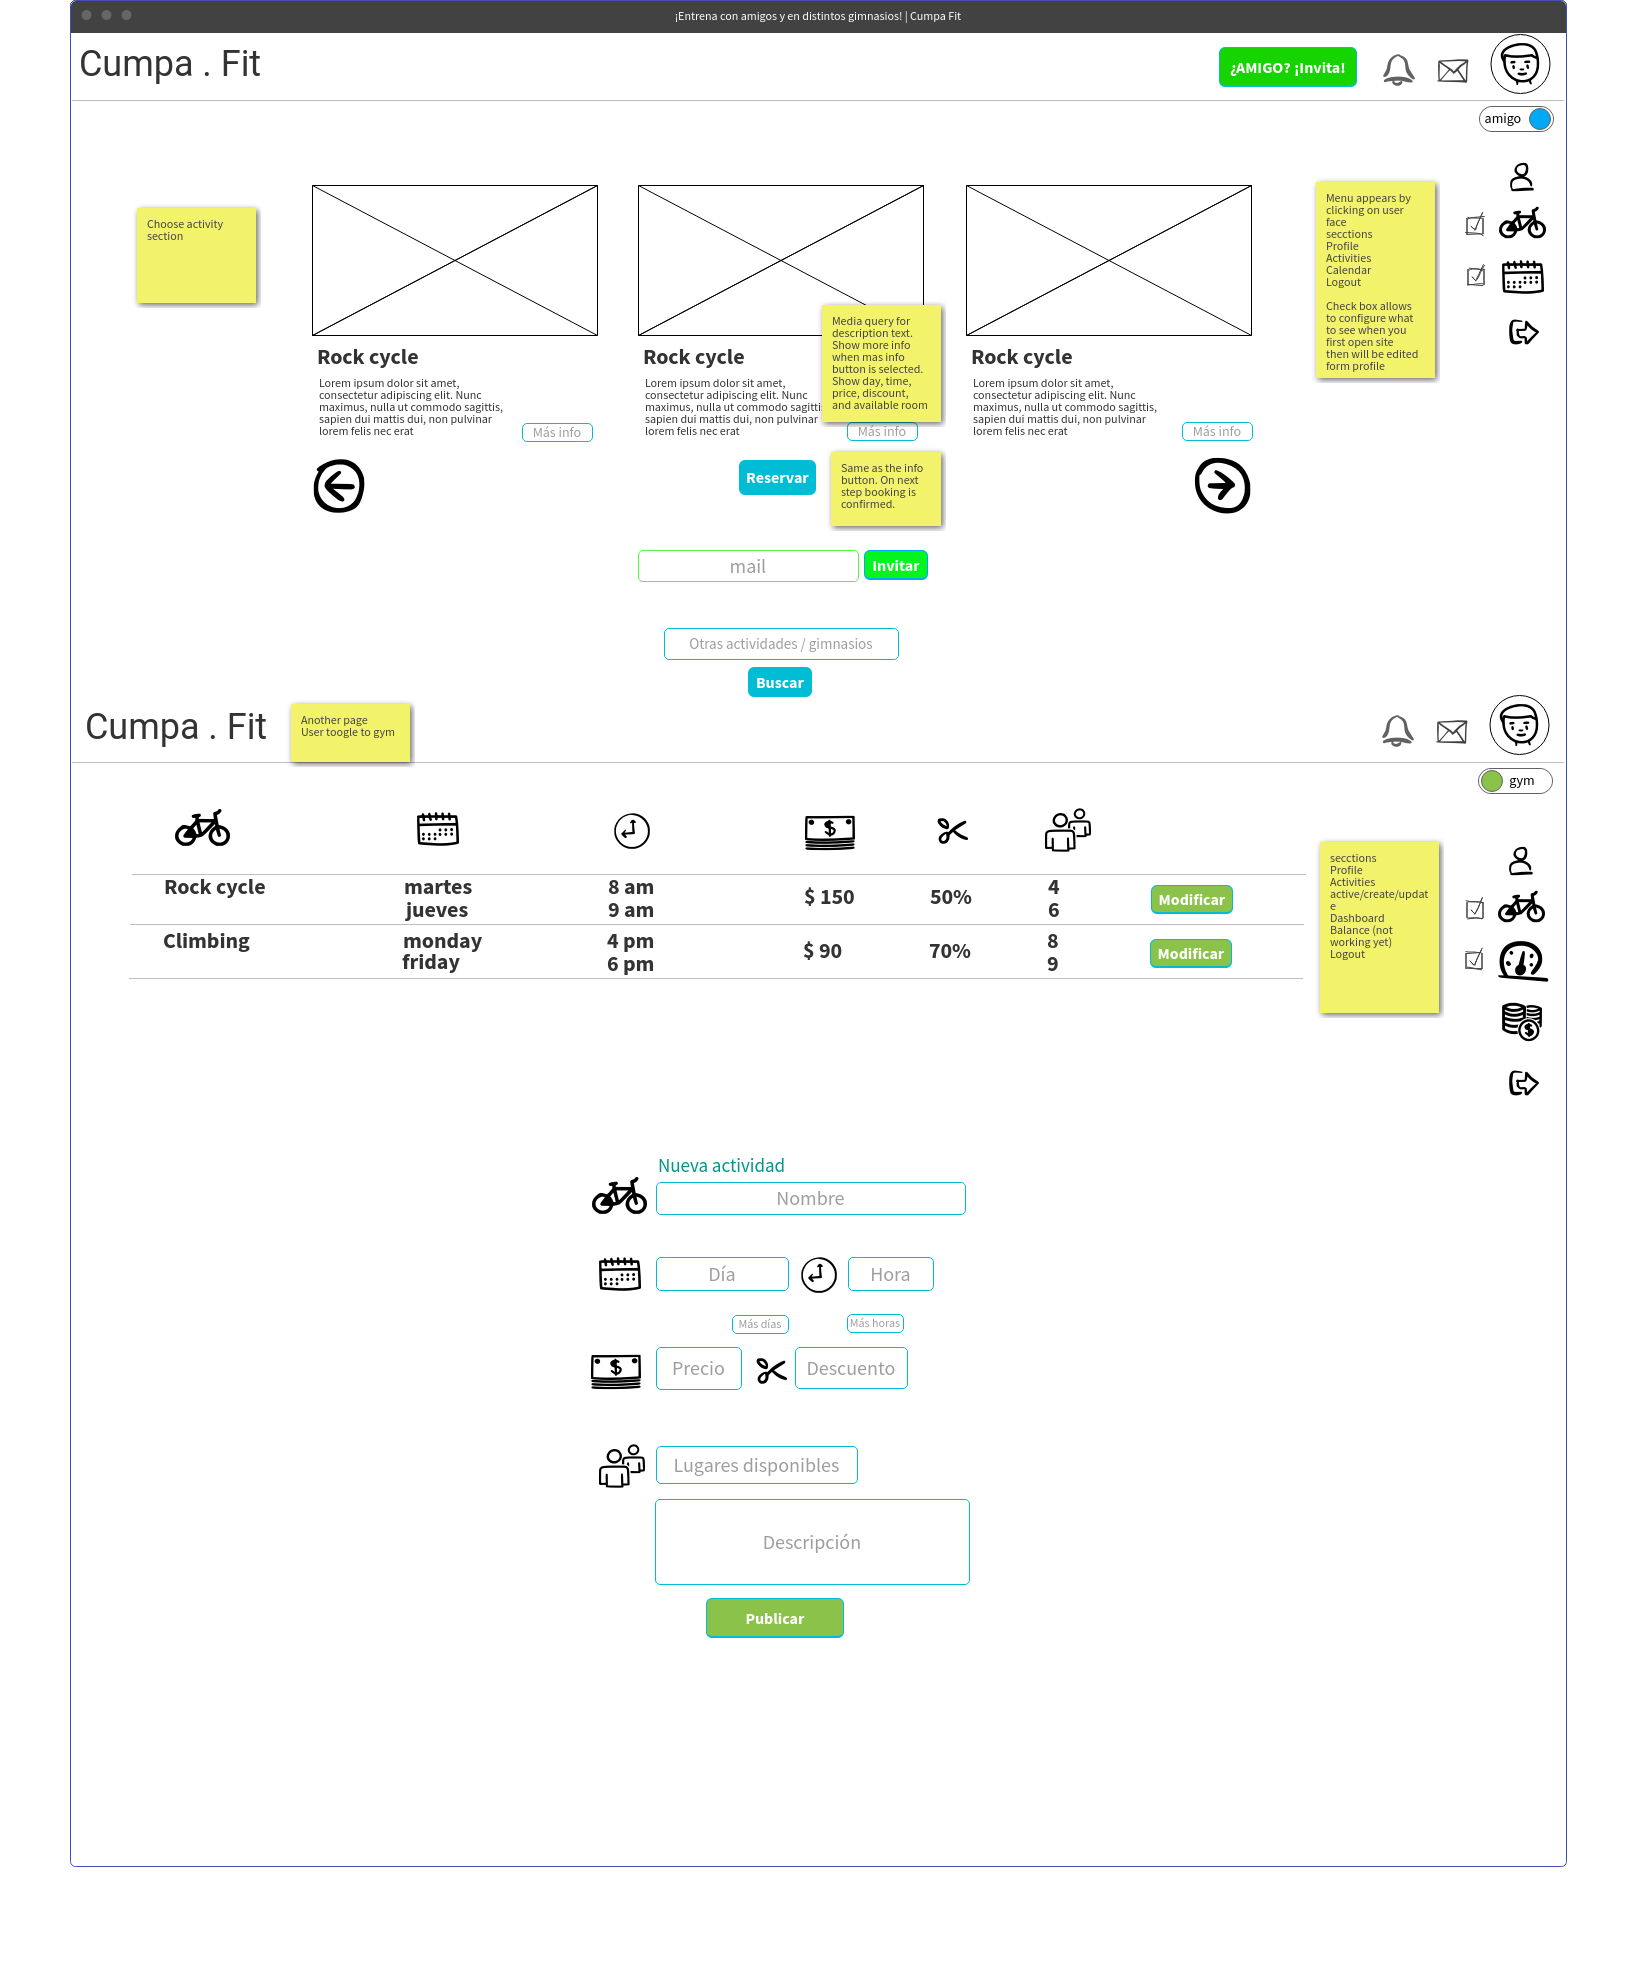 ¡Entrena con amigos y en distintos gimnasios! | Cumpa Fit
Cumpa . Fit
¿AMIGO? ¡Invita!
amigo
Choose activity
section
Menu appears by
clicking on user
face
secctions
Profile
Activities
Calendar
Logout
Check box allows
to configure what
to see when you
first open site
then will be edited
form profile
Rock cycle
Lorem ipsum dolor sit amet,
consectetur adipiscing elit. Nunc
maximus, nulla ut commodo sagittis,
sapien dui mattis dui, non pulvinar
lorem felis nec erat
Más info
Rock cycle
Lorem ipsum dolor sit amet,
consectetur adipiscing elit. Nunc
maximus, nulla ut commodo sagitti
sapien dui mattis dui, non pulvinar
lorem felis nec erat
Media query for
description text.
Show more info
when mas info
button is selected.
Show day, time,
price, discount,
and available room
Más info
Rock cycle
Lorem ipsum dolor sit amet,
consectetur adipiscing elit. Nunc
maximus, nulla ut commodo sagittis,
sapien dui mattis dui, non pulvinar
lorem felis nec erat
Más info
Reservar
Same as the info
button. On next
step booking is
confirmed.
mail
Invitar
Otras actividades / gimnasios
Buscar
Cumpa . Fit
Another page
User toogle to gym
gym
$
Rock cycle
martes
jueves
8 am
9 am
$ 150
50%
4
6
Modificar
Climbing
monday
friday
4 pm
6 pm
$ 90
70%
8
9
Modificar
secctions
Profile
Activities
active/create/updat
e
Dashboard
Balance (not
working yet)
Logout
$
Nueva actividad
Nombre
Día
Hora
Más días
Más horas
$
Precio
Descuento
Lugares disponibles
Descripción
Publicar